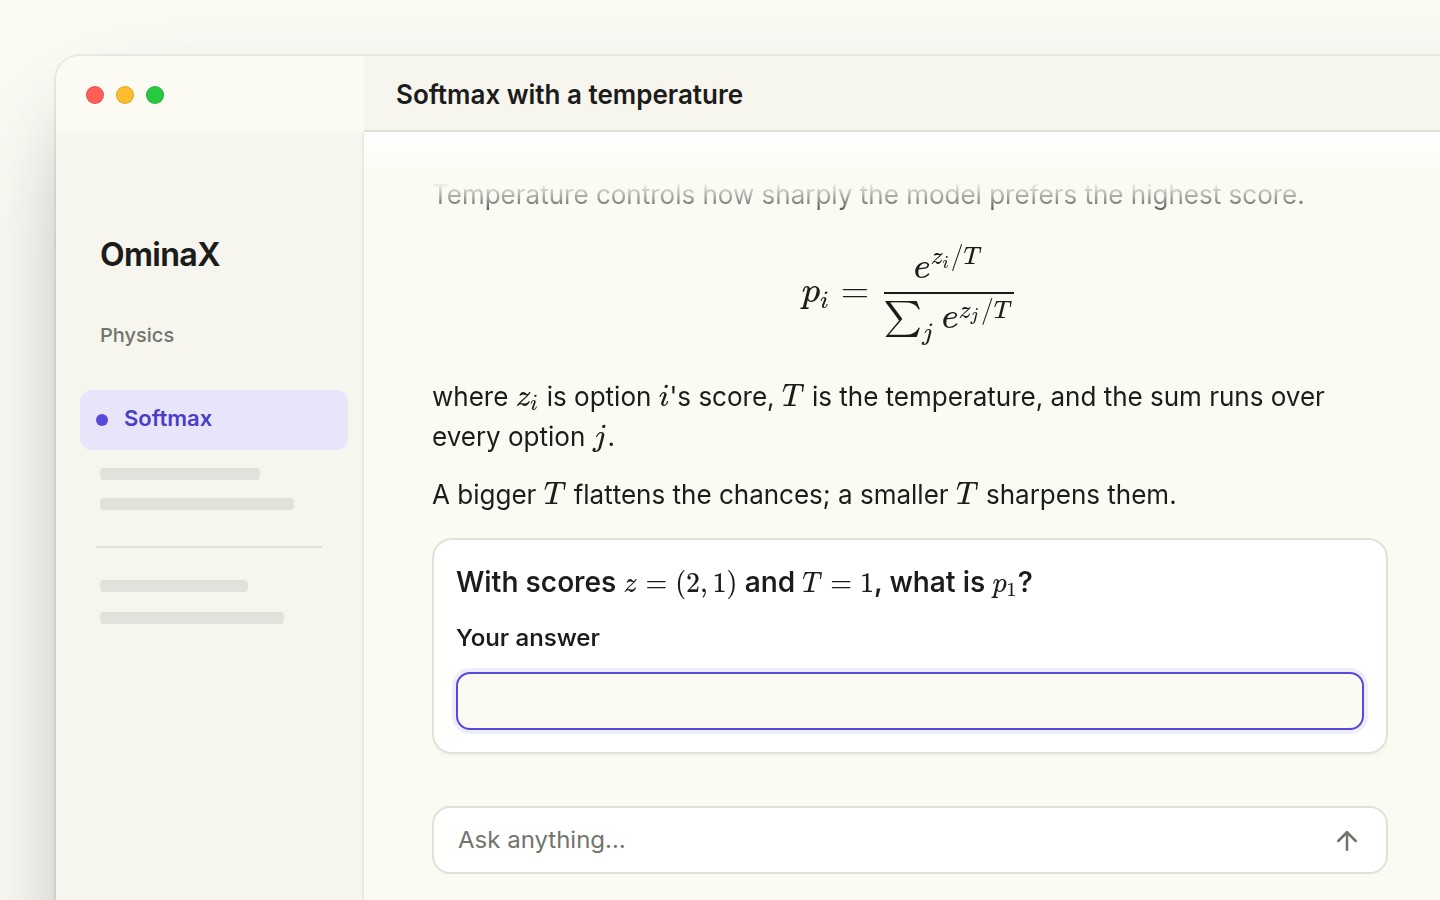 Softmax with a temperature
OminaX
Physics
Softmax
Temperature controls how sharply the model prefers the highest score.
p_i = e^{z_i/T} / ∑_j e^{z_j/T}
where z_i is option i's score, T is the temperature, and the sum runs over
every option j.
A bigger T flattens the chances; a smaller T sharpens them.
With scores z = (2, 1) and T = 1, what is p_1?
Your answer
Ask anything...